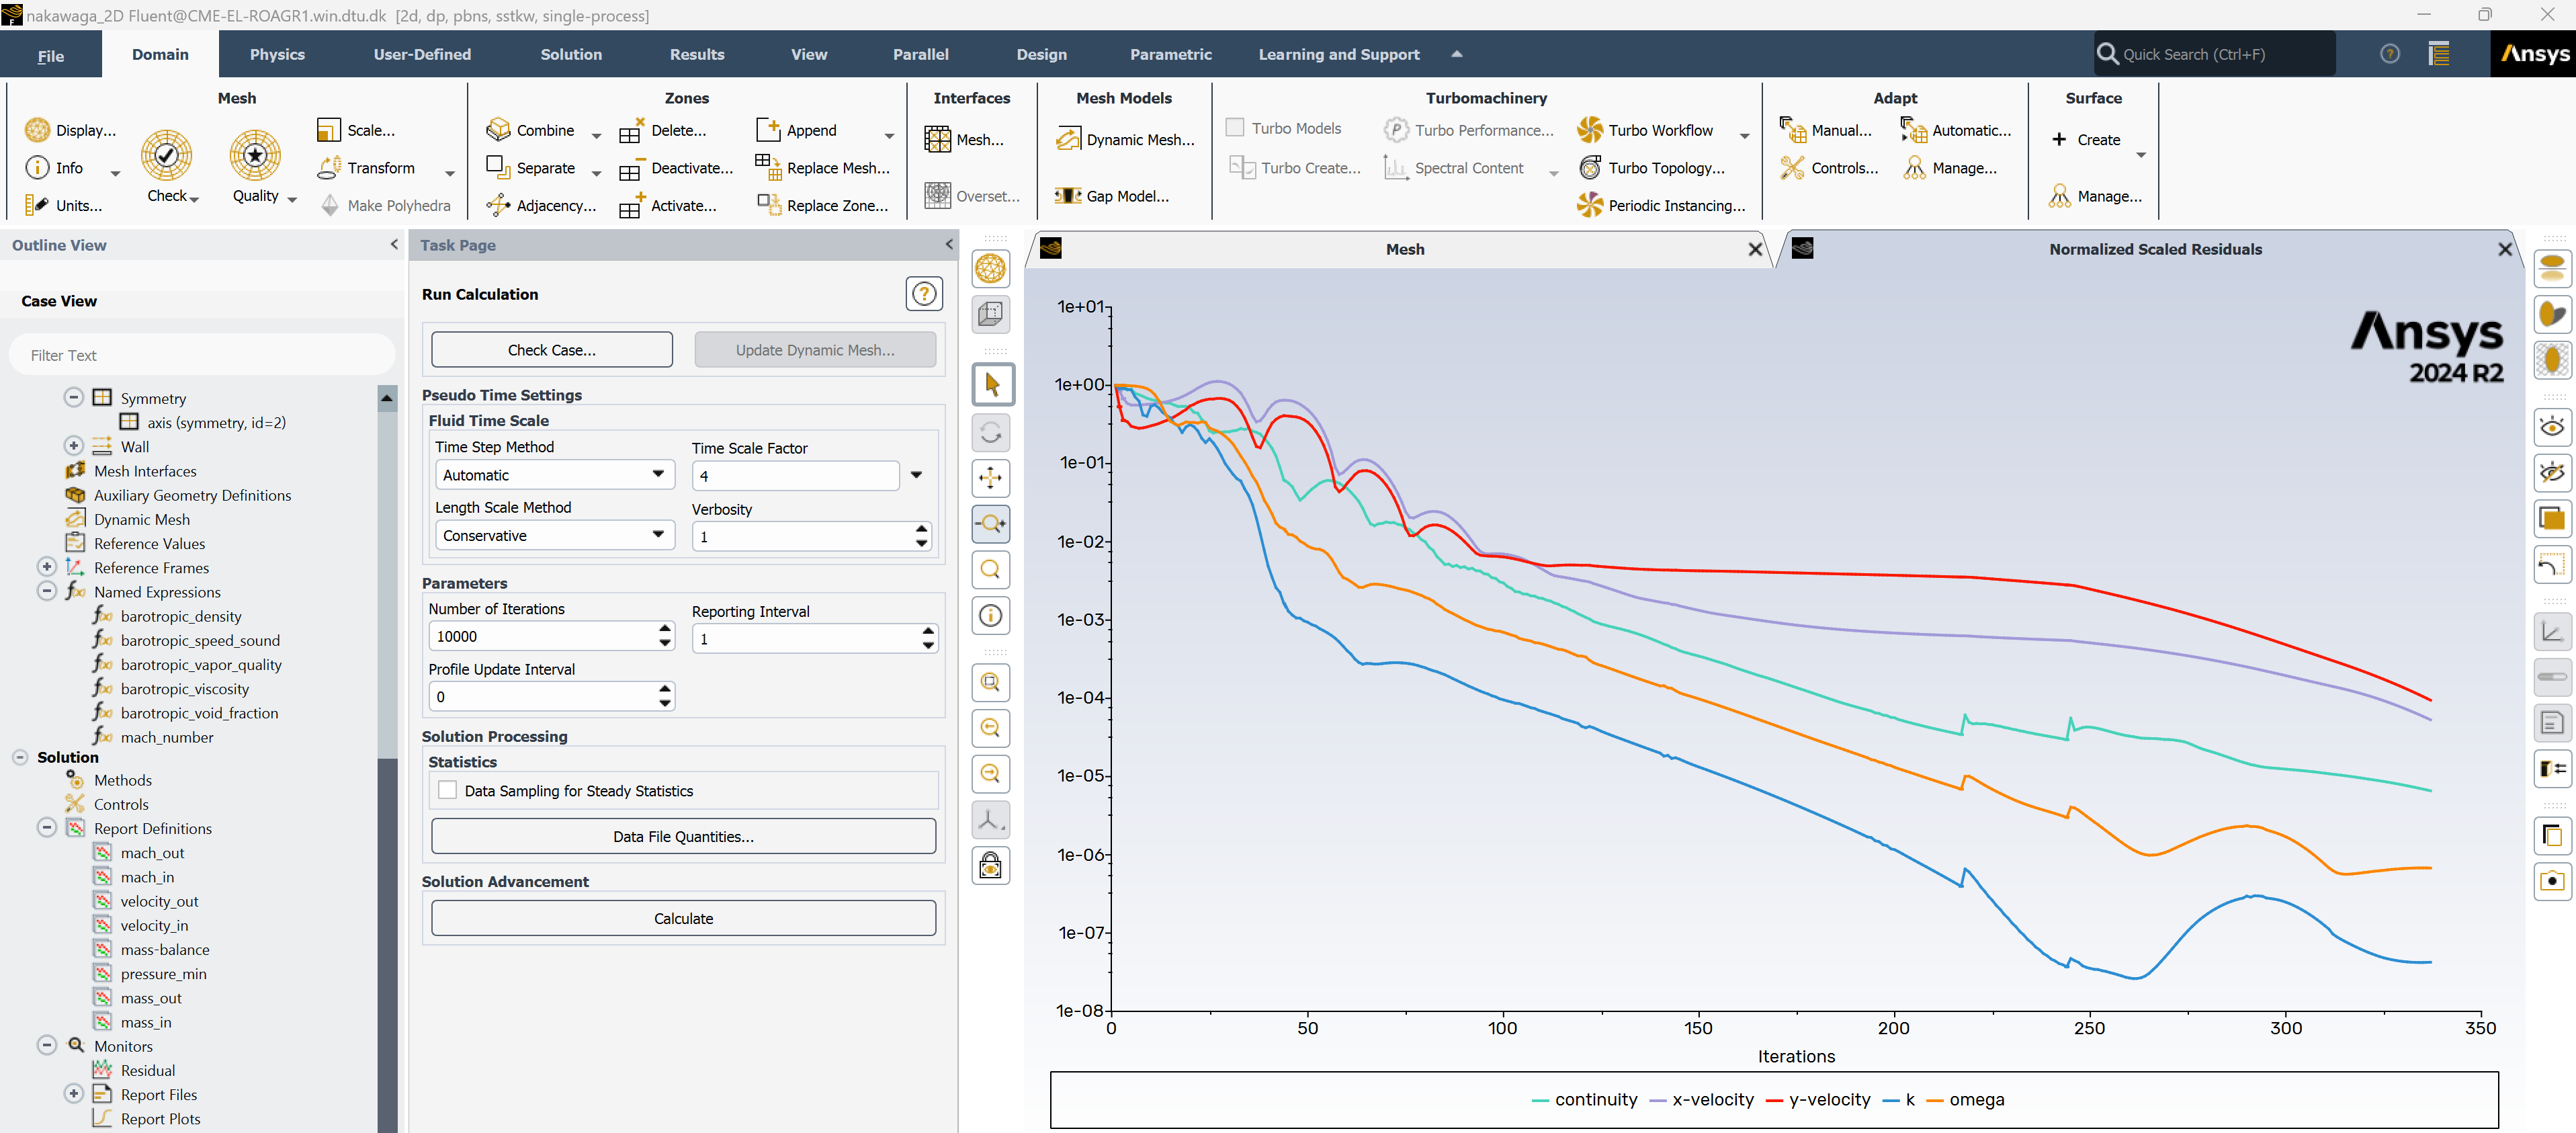 nakawaga_2D Fluent@CME-EL-ROAGR1.win.dtu.dk [2d, dp, pbns, sstkw, single-process]
File Domain Physics User-Defined Solution Results View Parallel Design Parametric Learning and Support Quick Search (Ctrl+F) Ansys
Mesh Zones Interfaces Mesh Models Turbomachinery Adapt Surface
Display... Scale... Combine Delete... Append Mesh... Dynamic Mesh... Turbo Models Turbo Performance... Turbo Workflow Manual... Automatic... Create
Info Check Quality Transform Separate Deactivate... Replace Mesh... Turbo Create... Spectral Content Turbo Topology... Controls... Manage...
Units... Make Polyhedra Adjacency... Activate... Replace Zone... Overset... Gap Model... Periodic Instancing... Manage...
Outline View
Case View
Filter Text
Symmetry
axis (symmetry, id=2)
Wall
Mesh Interfaces
Auxiliary Geometry Definitions
Dynamic Mesh
Reference Values
Reference Frames
Named Expressions
barotropic_density
barotropic_speed_sound
barotropic_vapor_quality
barotropic_viscosity
barotropic_void_fraction
mach_number
Solution
Methods
Controls
Report Definitions
mach_out
mach_in
velocity_out
velocity_in
mass-balance
pressure_min
mass_out
mass_in
Monitors
Residual
Report Files
Report Plots
Task Page
Run Calculation
Check Case... Update Dynamic Mesh...
Pseudo Time Settings
Fluid Time Scale
Time Step Method Time Scale Factor
Automatic 4
Length Scale Method Verbosity
Conservative 1
Parameters
Number of Iterations Reporting Interval
10000 1
Profile Update Interval
0
Solution Processing
Statistics
Data Sampling for Steady Statistics
Data File Quantities...
Solution Advancement
Calculate
Mesh Normalized Scaled Residuals
Ansys
2024 R2
1e+01
1e+00
1e-01
1e-02
1e-03
1e-04
1e-05
1e-06
1e-07
1e-08
0 50 100 150 200 250 300 350
Iterations
continuity x-velocity y-velocity k omega